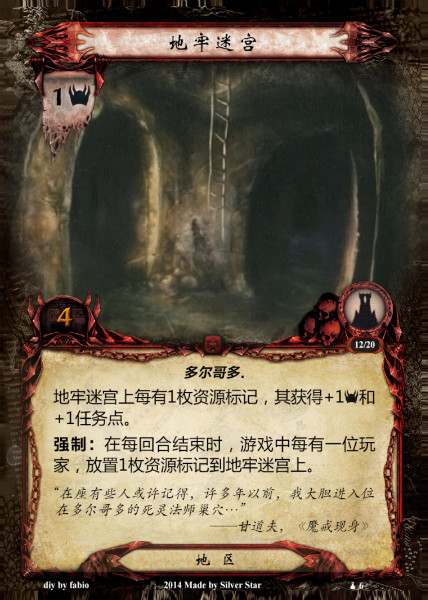 地牢迷宫
1
4
12/20
多尔哥多.
地牢迷宫上每有1枚资源标记，其获得+1和
+1任务点。
强制：在每回合结束时，游戏中每有一位玩
家，放置1枚资源标记到地牢迷宫上。
“在座有些人或许记得，许多年以前，我大胆进入位
在多尔哥多的死灵法师巢穴…”
——甘道夫，《魔戒现身》
地区
diy by fabio
2014 Made by Silver Star
6